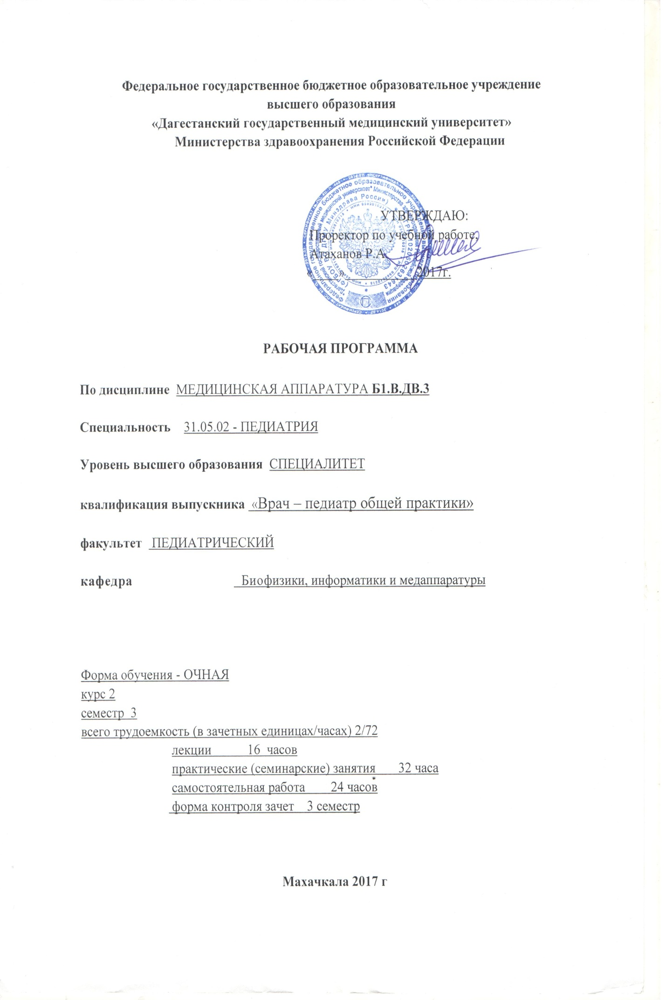 Федеральное государственное бюджетное образовательное учреждение
высшего образования
«Дагестанский государственный медицинский университет»
Министерства здравоохранения Российской Федерации
УТВЕРЖДАЮ:
Проректор по учебной работе,
Атаханов Р.А.
«____»___________2017г.
РАБОЧАЯ ПРОГРАММА
По дисциплине МЕДИЦИНСКАЯ АППАРАТУРА Б1.В.ДВ.3
Специальность 31.05.02 - ПЕДИАТРИЯ
Уровень высшего образования СПЕЦИАЛИТЕТ
квалификация выпускника «Врач – педиатр общей практики»
факультет ПЕДИАТРИЧЕСКИЙ
кафедра Биофизики, информатики и медаппаратуры
Форма обучения - ОЧНАЯ
курс 2
семестр 3
всего трудоемкость (в зачетных единицах/часах) 2/72
лекции 16 часов
практические (семинарские) занятия 32 часа
самостоятельная работа 24 часов
форма контроля зачет 3 семестр
Махачкала 2017 г